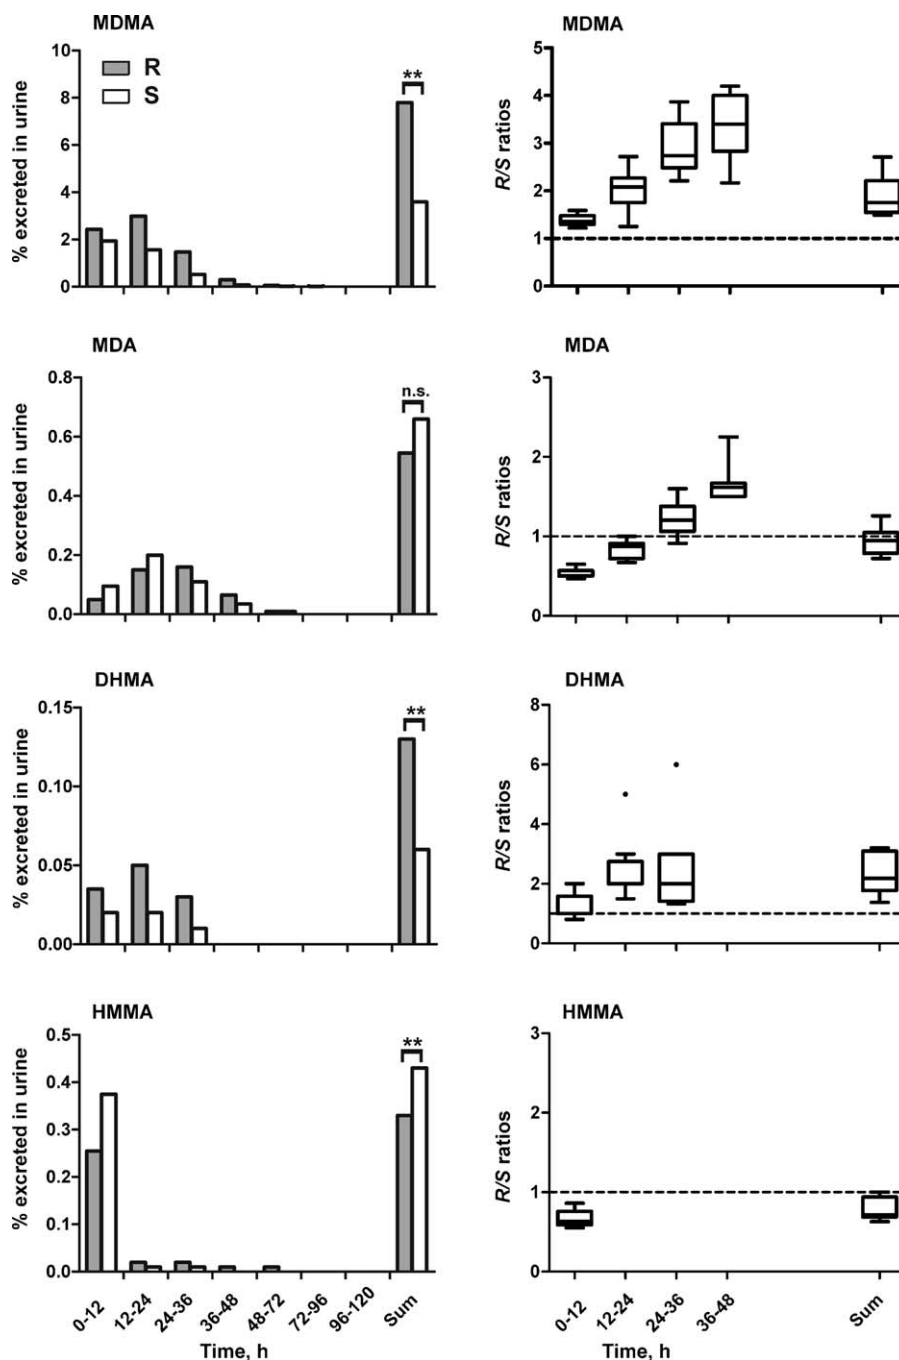 MDMA
% excreted in urine
10
8
6
4
2
0
R
S
**
MDMA
R/S ratios
5
4
3
2
1
0
MDA
% excreted in urine
0.8
0.6
0.4
0.2
0.0
n.s.
MDA
R/S ratios
3
2
1
0
DHMA
% excreted in urine
0.15
0.10
0.05
0.00
**
DHMA
R/S ratios
8
6
4
2
0
HMMA
% excreted in urine
0.5
0.4
0.3
0.2
0.1
0.0
**
0-12
12-24
24-36
36-48
48-72
72-96
96-120
Sum
Time, h
HMMA
R/S ratios
3
2
1
0
0-12
12-24
24-36
36-48
Sum
Time, h